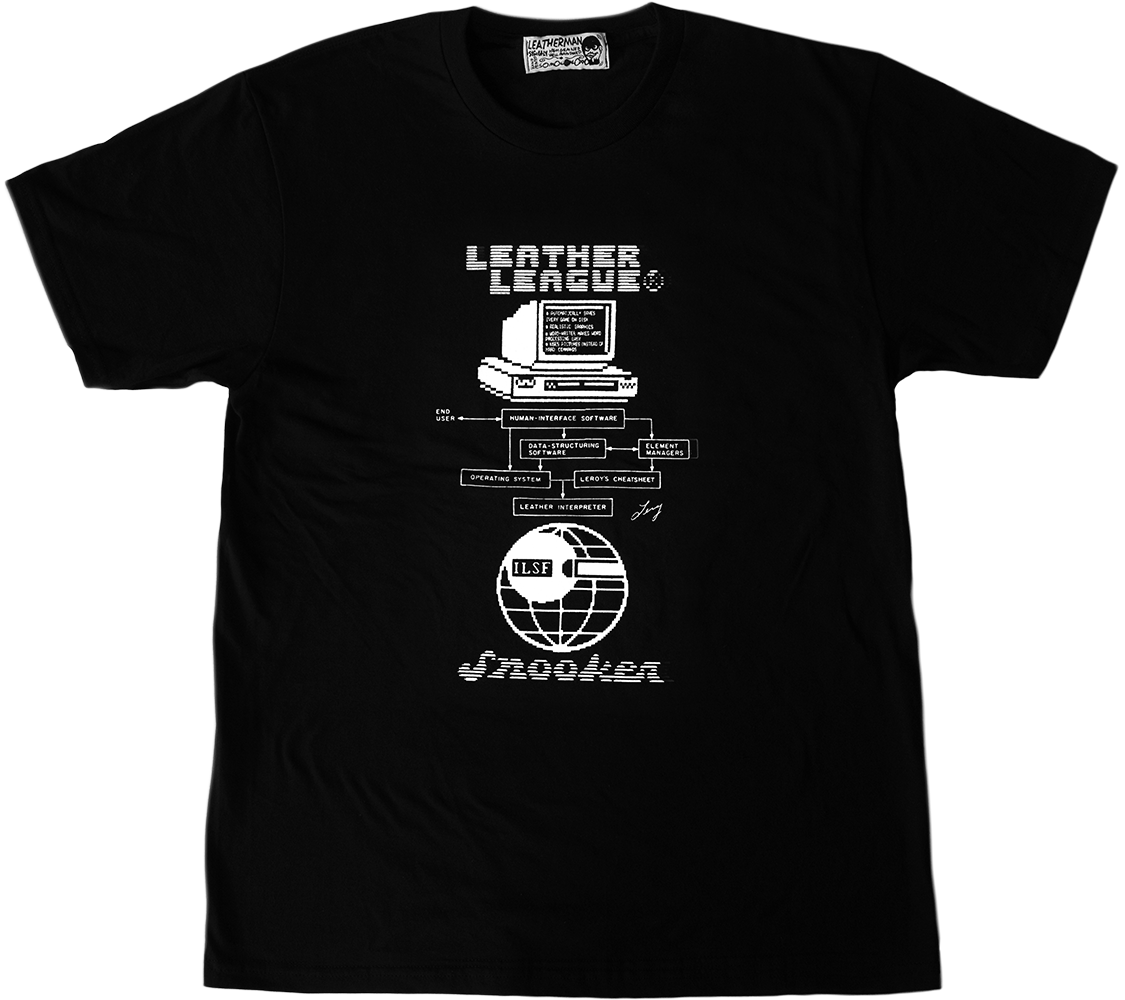 LEATHERMAN
LEATHER
LEAGUE
• AUTOMATICALLY SAVES
EVERY GAME ON DISK
• REALISTIC GRAPHICS
• WORD-WRITER MAKES WORD
PROCESSING EASY
• USES PICTURES INSTEAD OF
HARD COMMANDS
END
USER
HUMAN-INTERFACE SOFTWARE
DATA-STRUCTURING
SOFTWARE
ELEMENT
MANAGERS
OPERATING SYSTEM
LEROY'S CHEATSHEET
LEATHER INTERPRETER
ILSF
Snooker